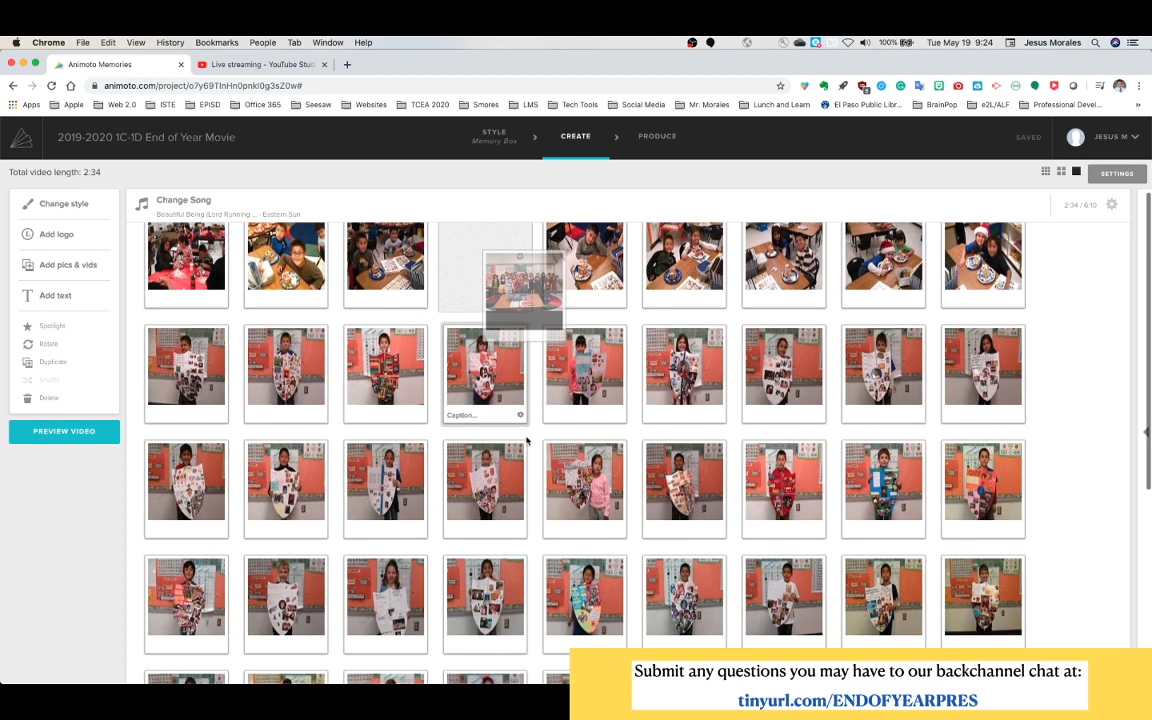 Chrome File Edit View History Bookmarks People Tab Window Help 100% Tue May 19 9:24 Jesus Morales
Animoto Memories × Live streaming - YouTube Stud × +
animoto.com/project/o7y69TInHn0pnkl0g3sZ0w#
Apps Apple Web 2.0 ISTE EPISD Office 365 Seesaw Websites TCEA 2020 Smores LMS Tech Tools Social Media Mr. Morales Lunch and Learn El Paso Public Libr... BrainPop e2L/ALF Professional Devel...
2019-2020 1C-1D End of Year Movie
STYLE
Memory Box
CREATE
PRODUCE
SAVED
JESUS M
Total video length: 2:34
SETTINGS
Change style
Add logo
Add pics & vids
Add text
Spotlight
Rotate
Duplicate
Shuffle
Delete
PREVIEW VIDEO
Change Song
Beautiful Being (Lord Running ... - Eastern Sun
2:34 / 6:10
Caption...
Submit any questions you may have to our backchannel chat at:
tinyurl.com/ENDOFYEARPRES